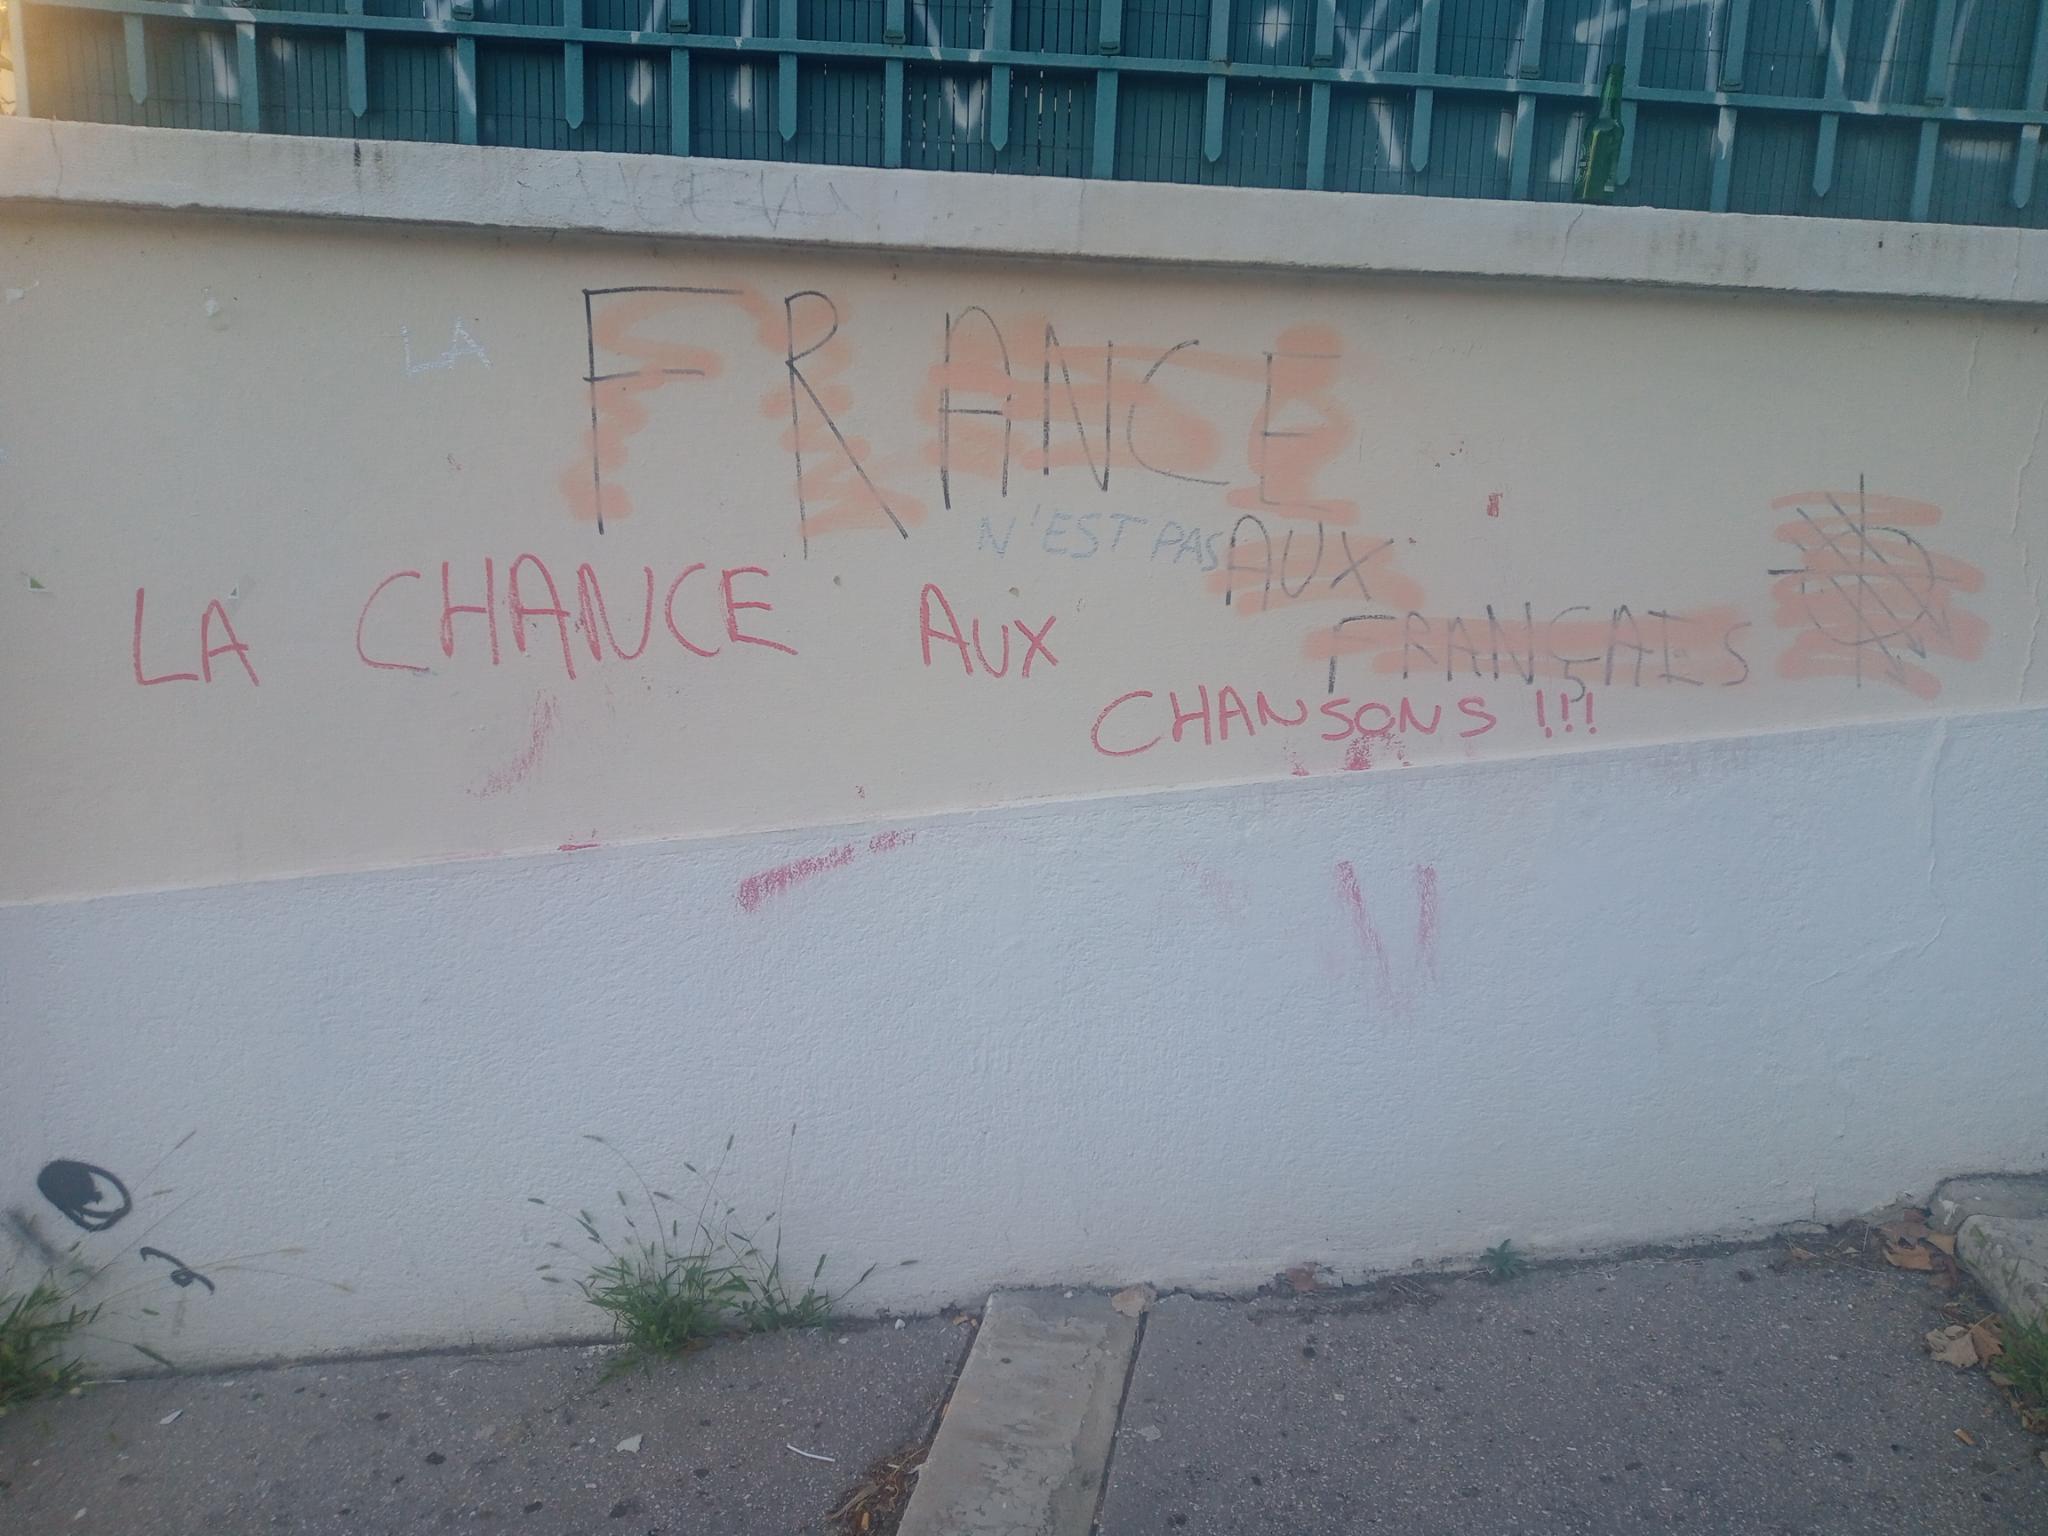 LA FRANCE
N'EST PAS AUX
FRANÇAIS
LA CHANCE AUX
CHANSONS !!!